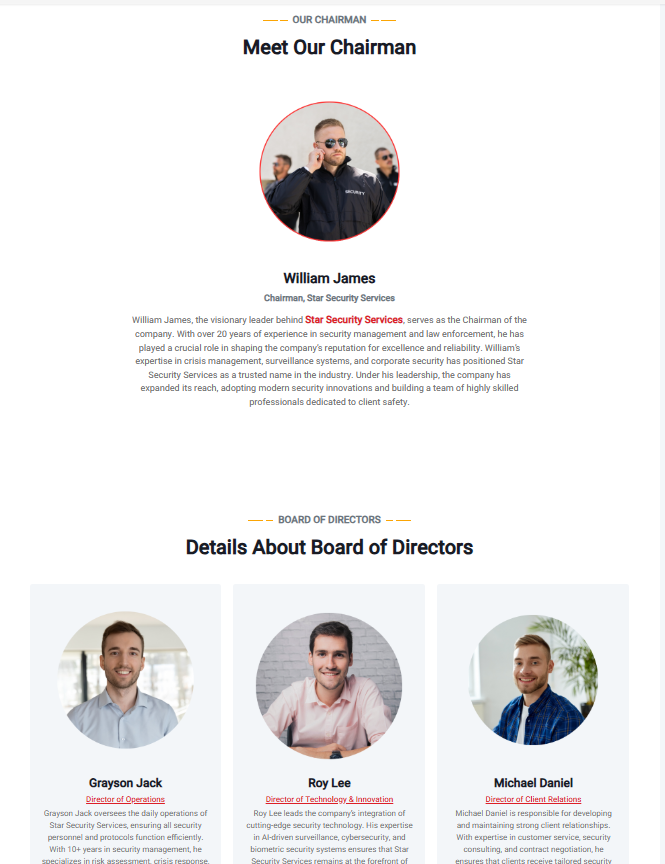 OUR CHAIRMAN
Meet Our Chairman
SECURITY
William James
Chairman, Star Security Services
William James, the visionary leader behind Star Security Services, serves as the Chairman of the
company. With over 20 years of experience in security management and law enforcement, he has
played a crucial role in shaping the company's reputation for excellence and reliability. William's
expertise in crisis management, surveillance systems, and corporate security has positioned Star
Security Services as a trusted name in the industry. Under his leadership, the company has
expanded its reach, adopting modern security innovations and building a team of highly skilled
professionals dedicated to client safety.
BOARD OF DIRECTORS
Details About Board of Directors
Grayson Jack
Director of Operations
Grayson Jack oversees the daily operations of
Star Security Services, ensuring all security
personnel and protocols function efficiently.
With 10+ years in security management, he
specializes in risk assessment, crisis response,
Roy Lee
Director of Technology & Innovation
Roy Lee leads the company's integration of
cutting-edge security technology. His expertise
in AI-driven surveillance, cybersecurity, and
biometric security systems ensures that Star
Security Services remains at the forefront of
Michael Daniel
Director of Client Relations
Michael Daniel is responsible for developing
and maintaining strong client relationships.
With expertise in customer service, security
consulting, and contract negotiation, he
ensures that clients receive tailored security